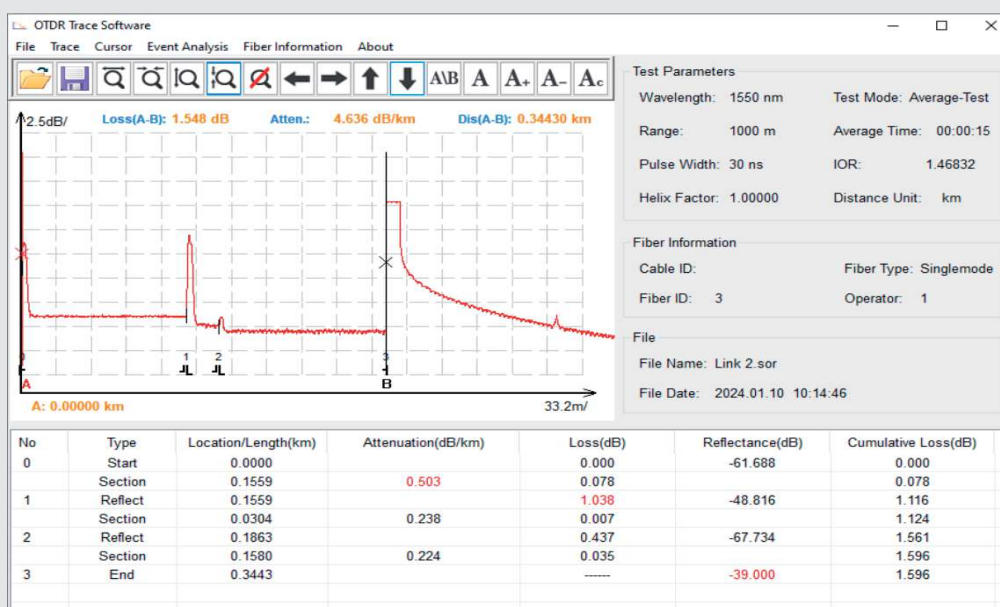 OTDR Trace Software
File Trace Cursor Event Analysis Fiber Information About
A\B A A+ A- Ac
2.5dB/ Loss(A-B): 1.548 dB Atten.: 4.636 dB/km Dis(A-B): 0.34430 km
1 2 3
A B
A: 0.00000 km 33.2m/
Test Parameters
Wavelength: 1550 nm Test Mode: Average-Test
Range: 1000 m Average Time: 00:00:15
Pulse Width: 30 ns IOR: 1.46832
Helix Factor: 1.00000 Distance Unit: km
Fiber Information
Cable ID: Fiber Type: Singlemode
Fiber ID: 3 Operator: 1
File
File Name: Link 2.sor
File Date: 2024.01.10 10:14:46
No Type Location/Length(km) Attenuation(dB/km) Loss(dB) Reflectance(dB) Cumulative Loss(dB)
0 Start 0.0000 0.000 -61.688 0.000
Section 0.1559 0.503 0.078 0.078
1 Reflect 0.1559 1.038 -48.816 1.116
Section 0.0304 0.238 0.007 1.124
2 Reflect 0.1863 0.437 -67.734 1.561
Section 0.1580 0.224 0.035 1.596
3 End 0.3443 ------ -39.000 1.596